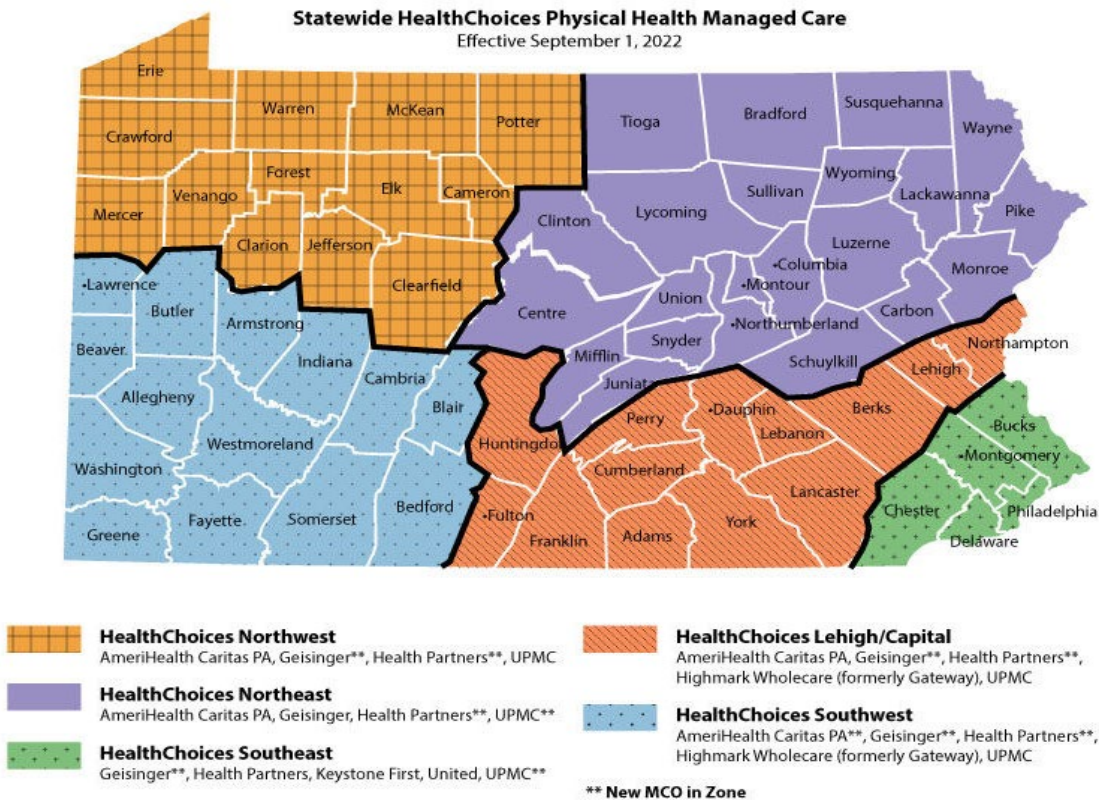 Statewide HealthChoices Physical Health Managed Care
Effective September 1, 2022
Erie
Warren
McKean
Potter
Crawford
Forest
Elk
Cameron
Venango
Mercer
Clarion
Jefferson
Clearfield
Tioga
Bradford
Susquehanna
Wayne
Wyoming
Lackawanna
Sullivan
Lycoming
Clinton
Pike
Luzerne
Columbia
Montour
Monroe
Union
Centre
Carbon
Northumberland
Snyder
Mifflin
Schuylkill
Juniata
Lawrence
Butler
Armstrong
Beaver
Indiana
Cambria
Allegheny
Blair
Westmoreland
Washington
Bedford
Somerset
Fayette
Greene
Northampton
Lehigh
Berks
Dauphin
Perry
Lebanon
Huntingdo
Cumberland
Lancaster
Fulton
York
Adams
Franklin
Bucks
Montgomery
Chester
Philadelphia
Delaware
HealthChoices Northwest
AmeriHealth Caritas PA, Geisinger**, Health Partners**, UPMC
HealthChoices Northeast
AmeriHealth Caritas PA, Geisinger, Health Partners**, UPMC**
HealthChoices Southeast
Geisinger**, Health Partners, Keystone First, United, UPMC**
HealthChoices Lehigh/Capital
AmeriHealth Caritas PA, Geisinger**, Health Partners**,
Highmark Wholecare (formerly Gateway), UPMC
HealthChoices Southwest
AmeriHealth Caritas PA**, Geisinger**, Health Partners**,
Highmark Wholecare (formerly Gateway), UPMC
** New MCO in Zone